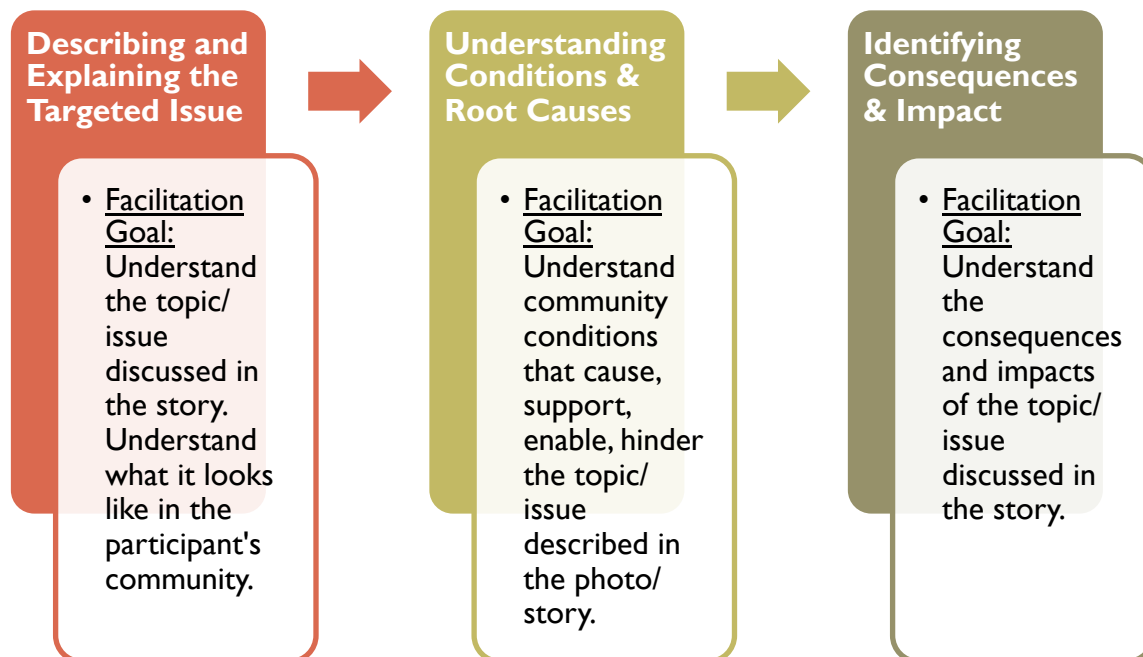 Describing and
Explaining the
Targeted Issue
• Facilitation
Goal:
Understand
the topic/
issue
discussed in
the story.
Understand
what it looks
like in the
participant's
community.
Understanding
Conditions &
Root Causes
• Facilitation
Goal:
Understand
community
conditions
that cause,
support,
enable, hinder
the topic/
issue
described in
the photo/
story.
Identifying
Consequences
& Impact
• Facilitation
Goal:
Understand
the
consequences
and impacts
of the topic/
issue
discussed in
the story.